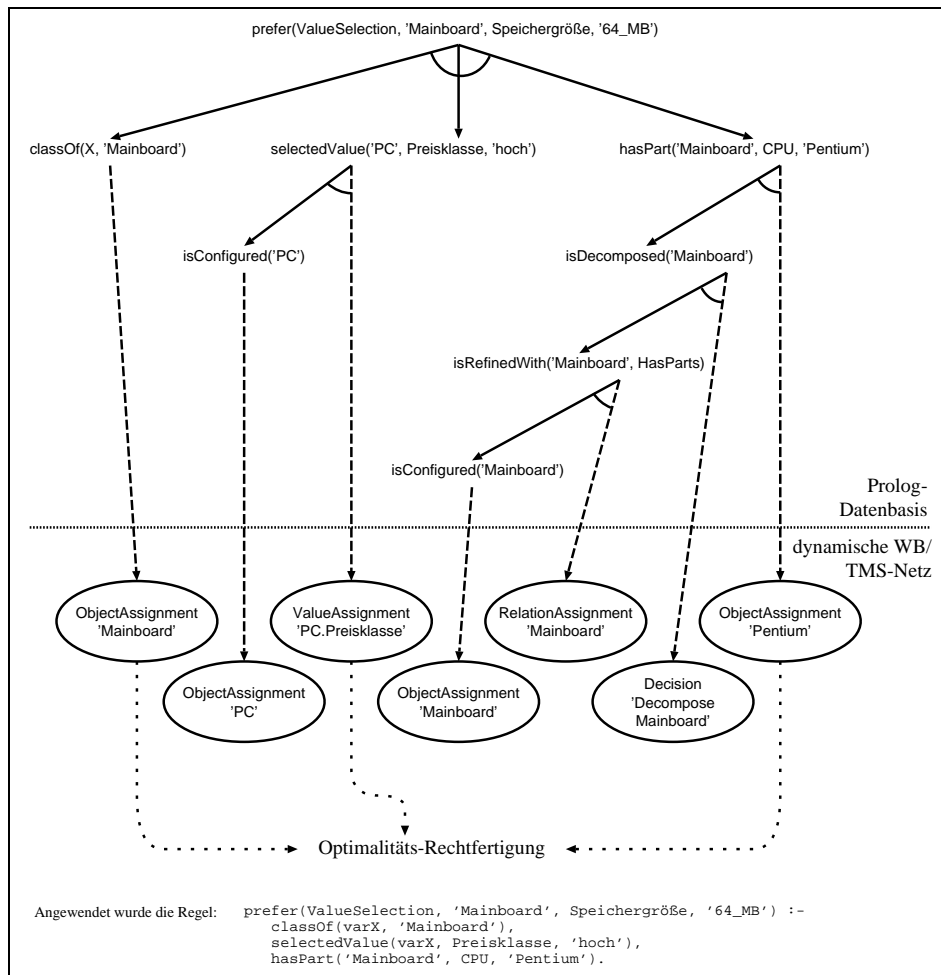 prefer(ValueSelection, 'Mainboard', Speichergröße, '64_MB')
classOf(X, 'Mainboard')
selectedValue('PC', Preisklasse, 'hoch')
hasPart('Mainboard', CPU, 'Pentium')
isConfigured('PC')
isDecomposed('Mainboard')
isRefinedWith('Mainboard', HasParts)
isConfigured('Mainboard')
Prolog-
Datenbasis
dynamische WB/
TMS-Netz
ObjectAssignment
'Mainboard'
ValueAssignment
'PC.Preisklasse'
RelationAssignment
'Mainboard'
ObjectAssignment
'Pentium'
ObjectAssignment
'PC'
ObjectAssignment
'Mainboard'
Decision
'Decompose
Mainboard'
Optimalitäts-Rechtfertigung
Angewendet wurde die Regel: prefer(ValueSelection, 'Mainboard', Speichergröße, '64_MB') :-
classOf(varX, 'Mainboard'),
selectedValue(varX, Preisklasse, 'hoch'),
hasPart('Mainboard', CPU, 'Pentium').